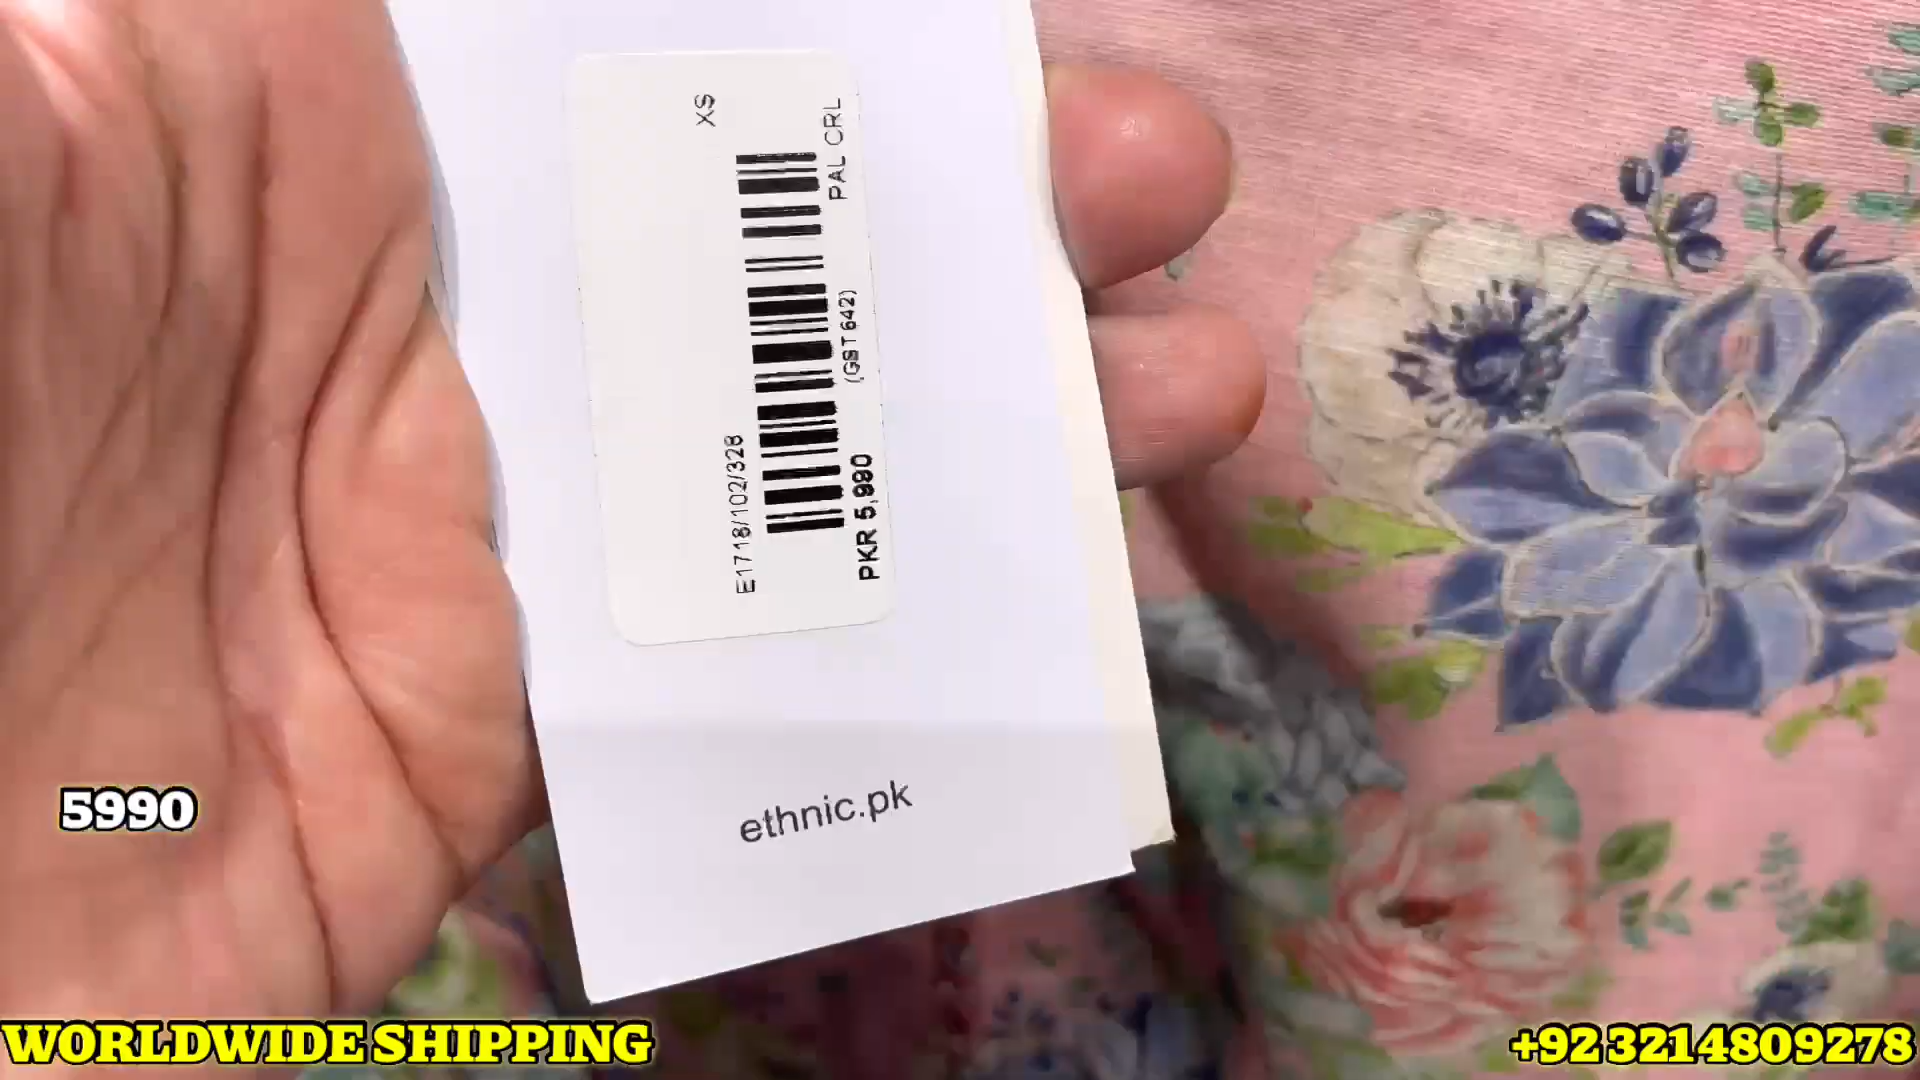 XS
E1718/102/328
PAL CRL
(GST 642)
PKR 5,990
ethnic.pk
5990
WORLDWIDE SHIPPING
+92 3214809278